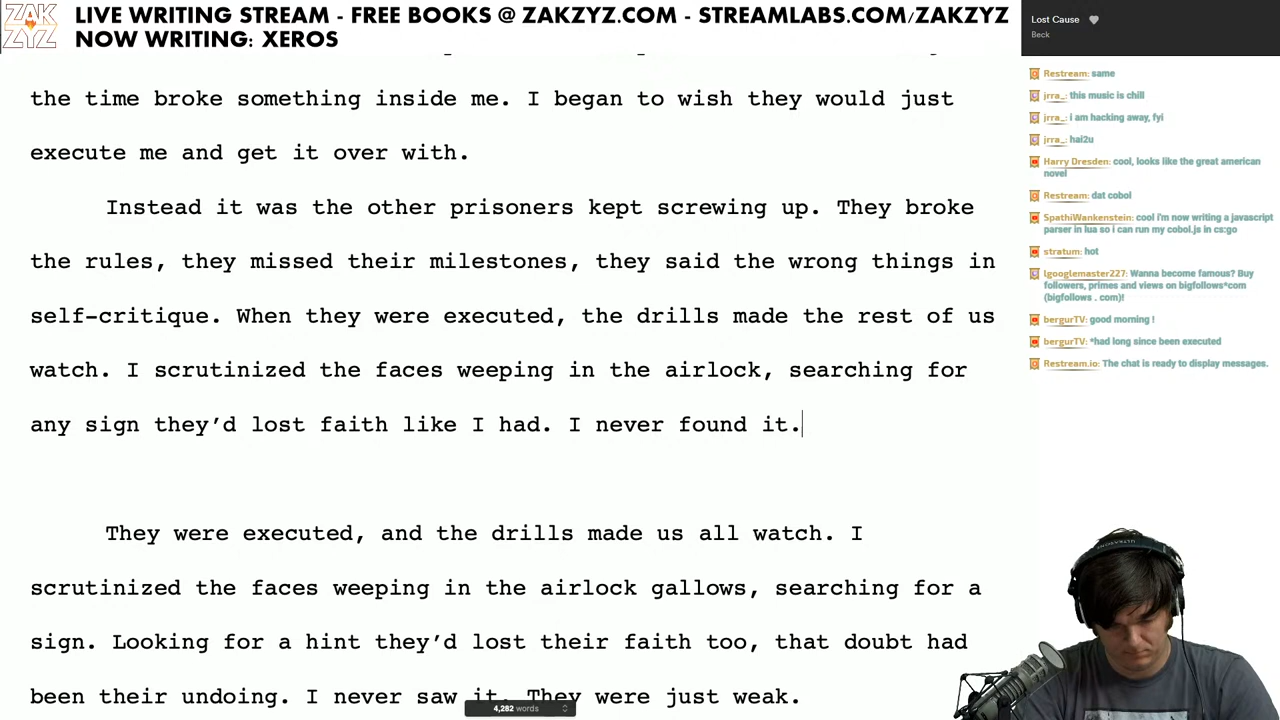 ZAK
ZYZ
LIVE WRITING STREAM - FREE BOOKS @ ZAKZYZ.COM - STREAMLABS.COM/ZAKZYZ
NOW WRITING: XEROS
the time broke something inside me. I began to wish they would just
execute me and get it over with.
Instead it was the other prisoners kept screwing up. They broke
the rules, they missed their milestones, they said the wrong things in
self-critique. When they were executed, the drills made the rest of us
watch. I scrutinized the faces weeping in the airlock, searching for
any sign they’d lost faith like I had. I never found it.
They were executed, and the drills made us all watch. I
scrutinized the faces weeping in the airlock gallows, searching for a
sign. Looking for a hint they’d lost their faith too, that doubt had
been their undoing. I never saw it. They were just weak.
4,282 words
Lost Cause
Beck
Restream: same
jrra_: this music is chill
jrra_: i am hacking away, fyi
jrra_: hai2u
Harry Dresden: cool, looks like the great american
novel
Restream: dat cobol
SpathiWankenstein: cool i'm now writing a javascript
parser in lua so i can run my cobol.js in cs:go
stratum: hot
lgooglemaster227: Wanna become famous? Buy
followers, primes and views on bigfollows*com
(bigfollows . com)!
bergurTV: good morning !
bergurTV: *had long since been executed
Restream.io: The chat is ready to display messages.